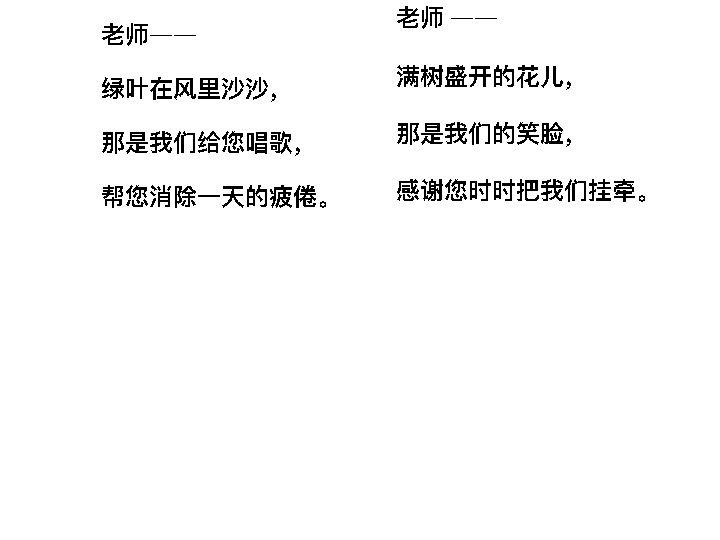 老师——
绿叶在风里沙沙，
那是我们给您唱歌，
帮您消除一天的疲倦。
老师 ——
满树盛开的花儿，
那是我们的笑脸，
感谢您时时把我们挂牵。